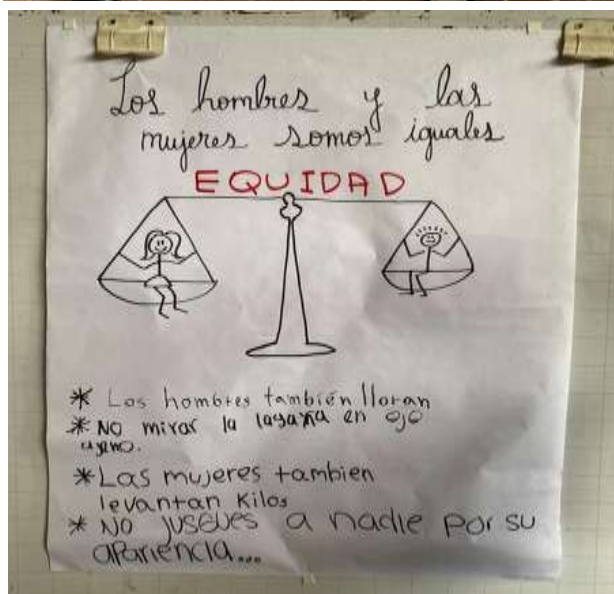 Los hombres y las
mujeres somos iguales
EQUIDAD
* Los hombres también lloran
* NO mirar la lagaña en ojo
ajeno.
* Las mujeres tambien
levantan Kilos
* NO jusgues a nadie por su
apariencia...